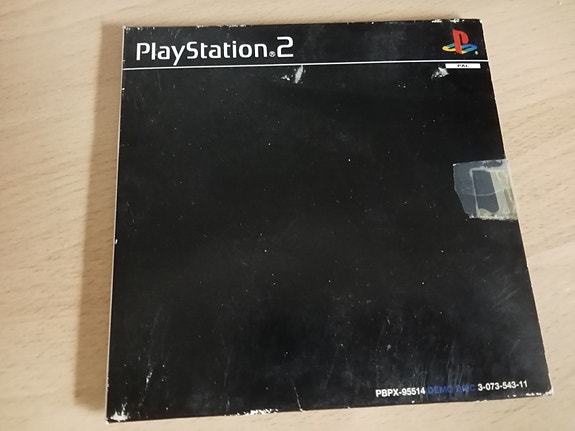 PlayStation®2
PAL
PBPX-95514 DEMO DISC 3-073-543-11